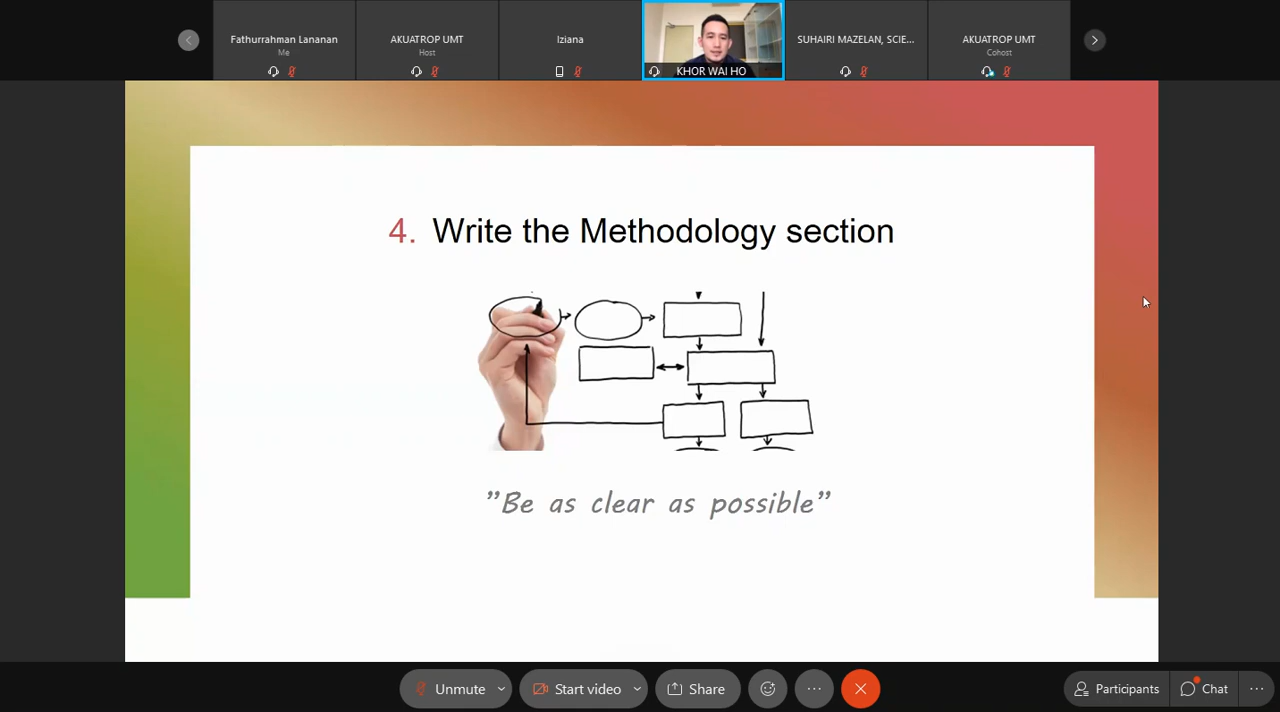 Fathurrahman Lananan
Me
AKUATROP UMT
Host
Iziana
KHOR WAI HO
SUHAIRI MAZELAN, SCIE...
AKUATROP UMT
Cohost
4. Write the Methodology section
”Be as clear as possible”
Unmute
Start video
Share
Participants
Chat